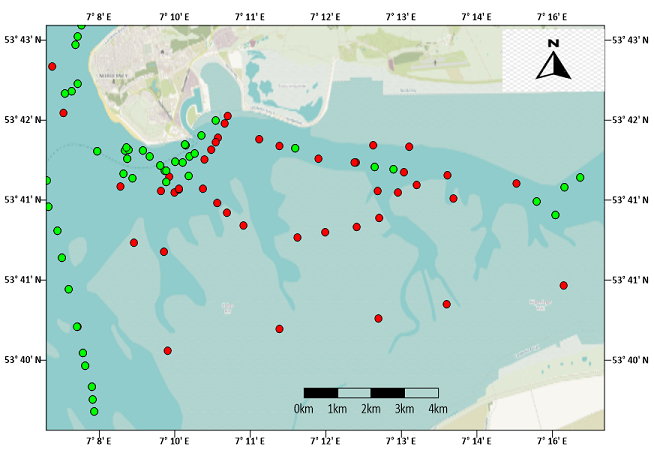 7° 8' E 7° 10' E 7° 11' E 7° 12' E 7° 13' E 7° 14' E 7° 16' E
53° 43' N 53° 43' N
N
53° 42' N 53° 42' N
53° 41' N 53° 41' N
53° 41' N 53° 41' N
53° 40' N 53° 40' N
0km 1km 2km 3km 4km
7° 8' E 7° 10' E 7° 11' E 7° 12' E 7° 13' E 7° 14' E 7° 16' E